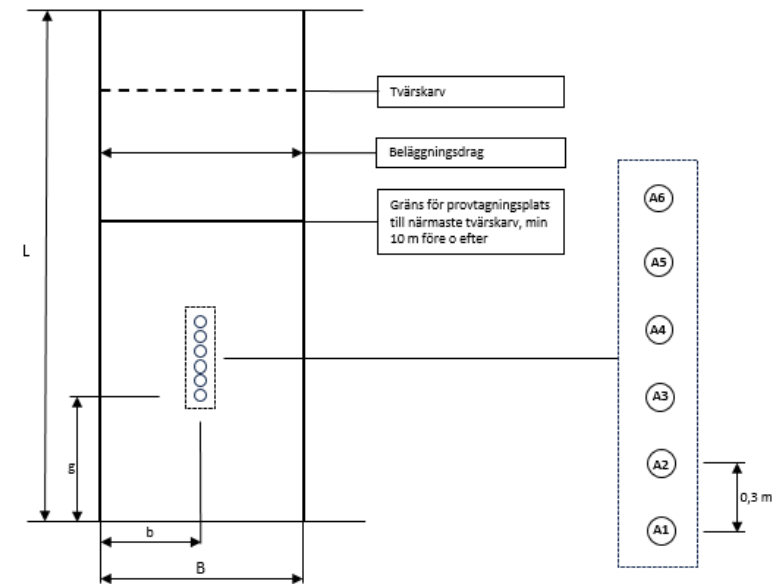 Tvärskarv
Beläggningsdrag
Gräns för provtagningsplats
till närmaste tvärskarv, min
10 m före o efter
L
g
b
B
A6
A5
A4
A3
A2
A1
0,3 m